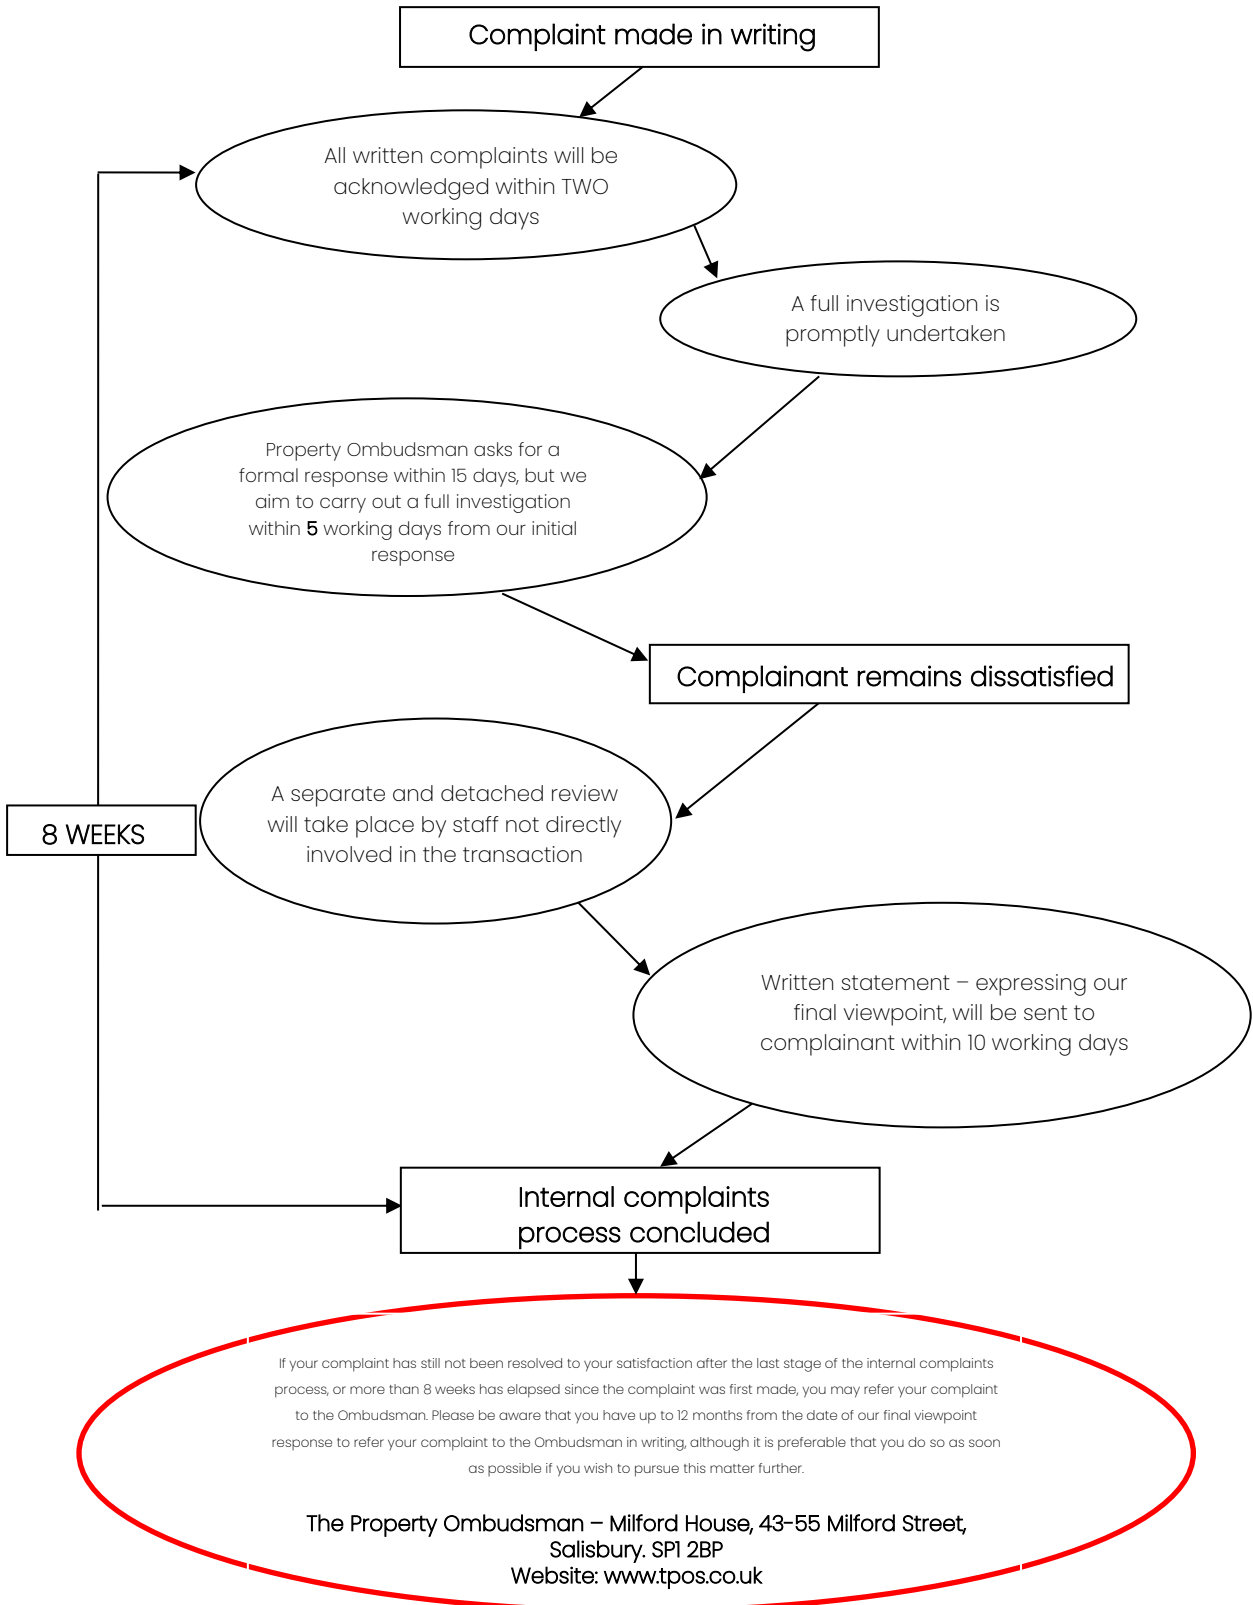 Complaint made in writing
All written complaints will be
acknowledged within TWO
working days
A full investigation is
promptly undertaken
Property Ombudsman asks for a
formal response within 15 days, but we
aim to carry out a full investigation
within 5 working days from our initial
response
Complainant remains dissatisfied
A separate and detached review
will take place by staff not directly
involved in the transaction
8 WEEKS
Written statement – expressing our
final viewpoint, will be sent to
complainant within 10 working days
Internal complaints
process concluded
If your complaint has still not been resolved to your satisfaction after the last stage of the internal complaints
process, or more than 8 weeks has elapsed since the complaint was first made, you may refer your complaint
to the Ombudsman. Please be aware that you have up to 12 months from the date of our final viewpoint
response to refer your complaint to the Ombudsman in writing, although it is preferable that you do so as soon
as possible if you wish to pursue this matter further.
The Property Ombudsman – Milford House, 43-55 Milford Street,
Salisbury. SP1 2BP
Website: www.tpos.co.uk